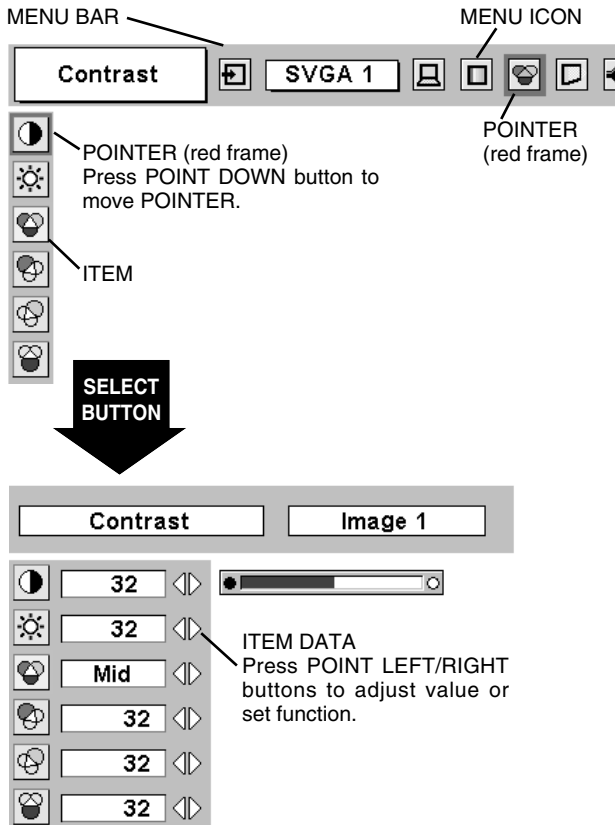 MENU BAR
MENU ICON
Contrast
SVGA 1
POINTER (red frame)
Press POINT DOWN button to
move POINTER.
POINTER
(red frame)
ITEM
SELECT
BUTTON
Contrast
Image 1
32
32
Mid
32
32
32
ITEM DATA
Press POINT LEFT/RIGHT
buttons to adjust value or
set function.